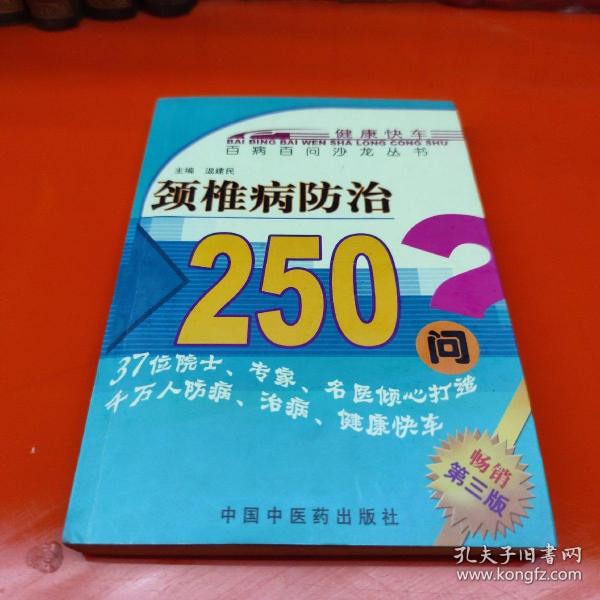 健康快车
BAI BING BAI WEN SHA LONG CONG SHU
百病百问沙龙丛书
主编 温建民
颈椎病防治
250
?
问
37位院士、专家、名医倾心打造
千万人防病、治病、健康快车
畅销
第三版
中国中医药出版社
孔夫子旧书网
www.kongfz.com